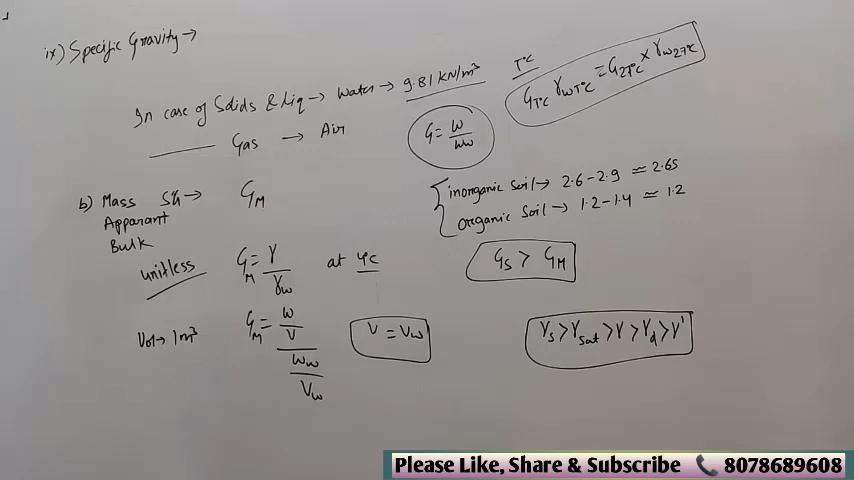 ix) Specific Gravity →
In case of Solids & Liq → Water → 9.81 kN/m³
T°C
G_T°C γ_wT°C = G_27°C × γ_w27°C
Gas → Air
G = W/W_w
b) Mass S.G → G_M
Apparant
Bulk
inorganic soil → 2.6 - 2.9 ≃ 2.65
organic soil → 1.2 - 1.4 ≃ 1.2
unitless
G_M = γ/γ_w at 4°C
G_S > G_M
Vol → 1m³
G_M = W/V / W_w/V_w
V = V_w
γ_s > γ_sat > γ > γ_d > γ'
Please Like, Share & Subscribe 📞 8078689608